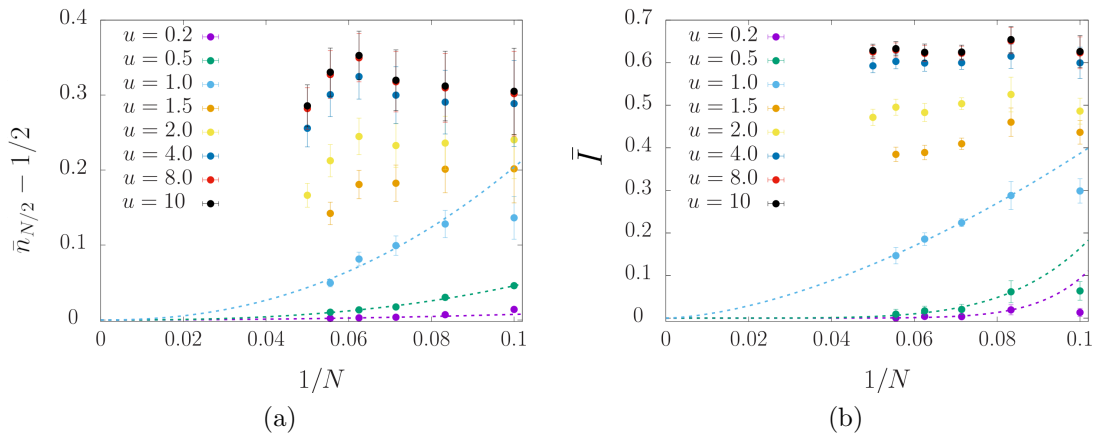 0.4
0.3
0.2
0.1
0
n̄_{N/2} − 1/2
u = 0.2
u = 0.5
u = 1.0
u = 1.5
u = 2.0
u = 4.0
u = 8.0
u = 10
0 0.02 0.04 0.06 0.08 0.1
1/N
(a)
0.7
0.6
0.5
0.4
0.3
0.2
0.1
0
Ī
u = 0.2
u = 0.5
u = 1.0
u = 1.5
u = 2.0
u = 4.0
u = 8.0
u = 10
0 0.02 0.04 0.06 0.08 0.1
1/N
(b)